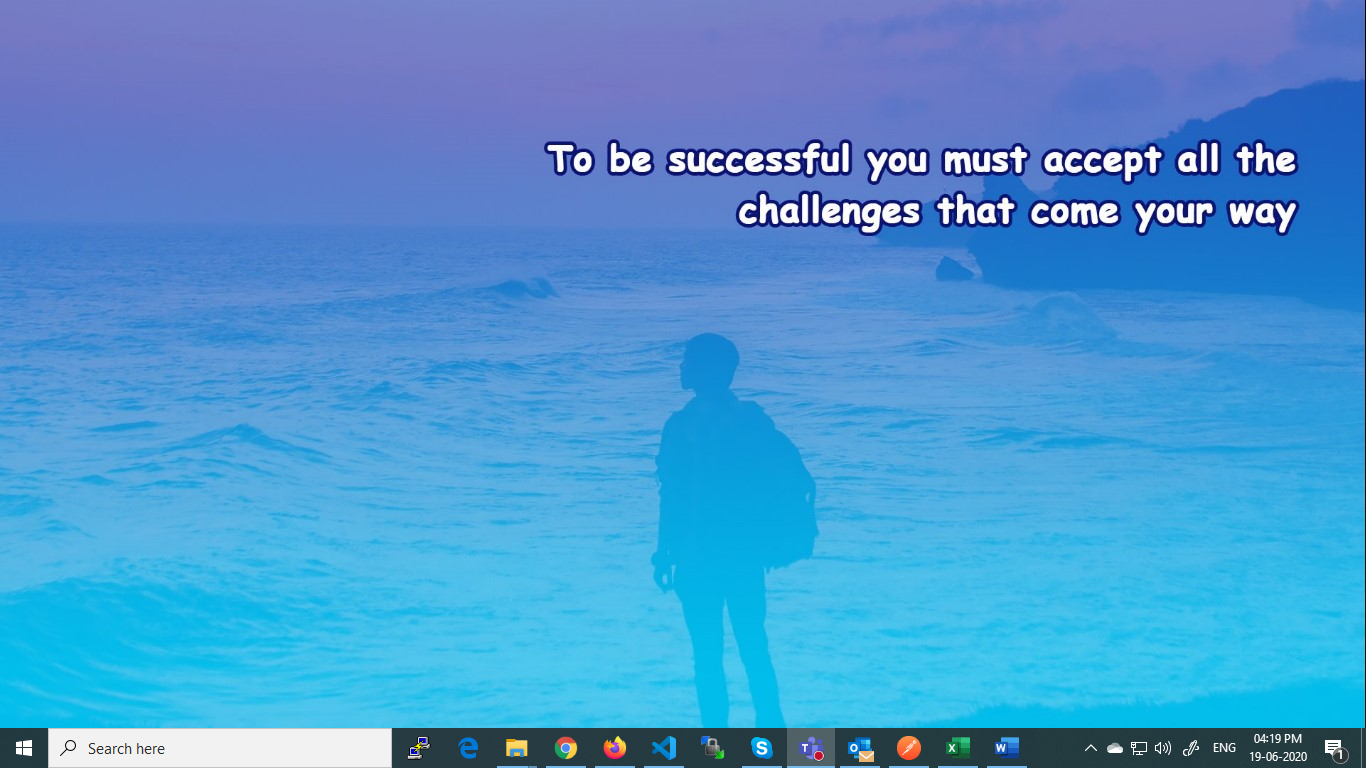 To be successful you must accept all the
challenges that come your way
Search here
ENG
04:19 PM
19-06-2020
1